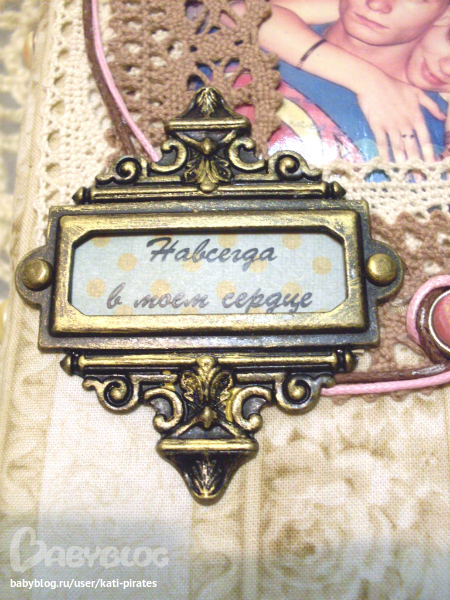 Навсегда
в моем сердце
BABYBLOG
babyblog.ru/user/kati-pirates